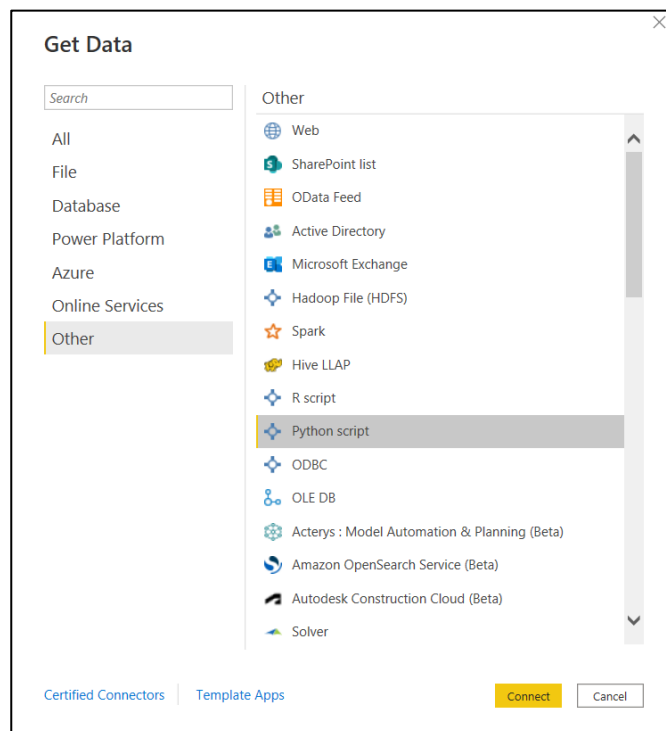 Get Data
Search
All
File
Database
Power Platform
Azure
Online Services
Other
Other
Web
SharePoint list
OData Feed
Active Directory
Microsoft Exchange
Hadoop File (HDFS)
Spark
Hive LLAP
R script
Python script
ODBC
OLE DB
Acterys : Model Automation & Planning (Beta)
Amazon OpenSearch Service (Beta)
Autodesk Construction Cloud (Beta)
Solver
Certified Connectors
Template Apps
Connect
Cancel